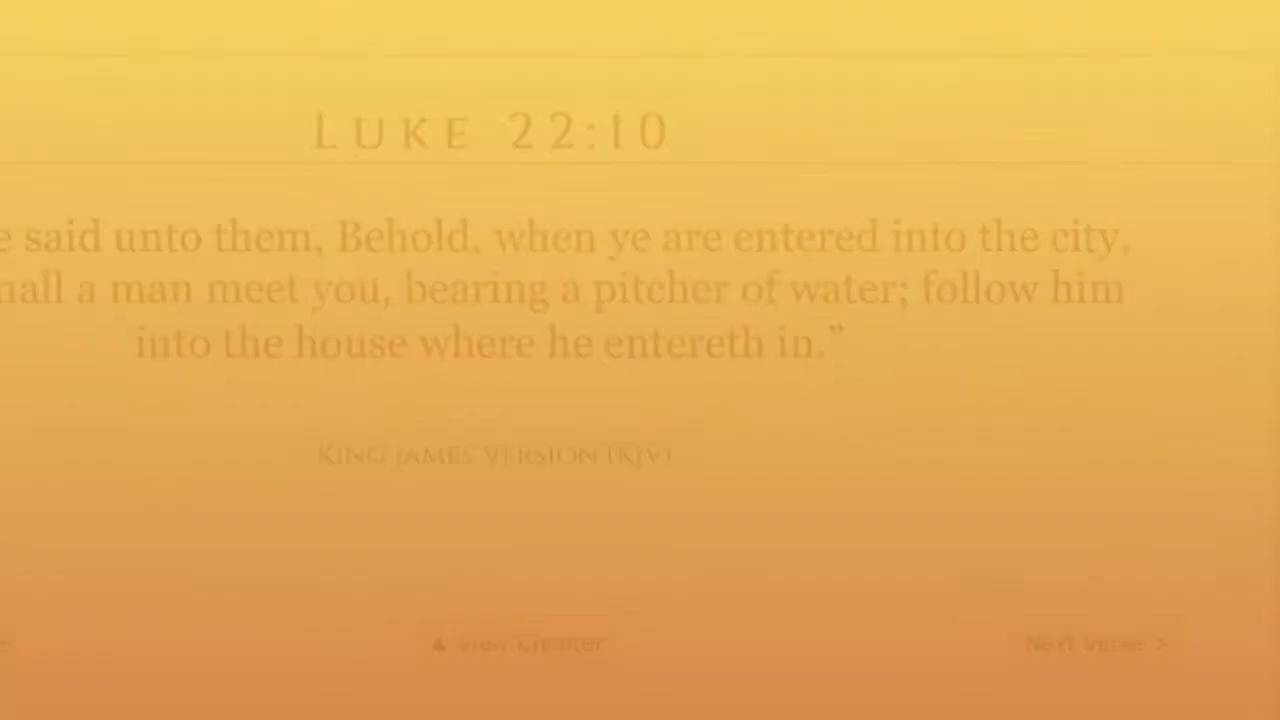 LUKE 22:10
e said unto them, Behold, when ye are entered into the city,
hall a man meet you, bearing a pitcher of water; follow him
into the house where he entereth in.”
KING JAMES VERSION (KJV)
▲ View Chapter
Next Verse >